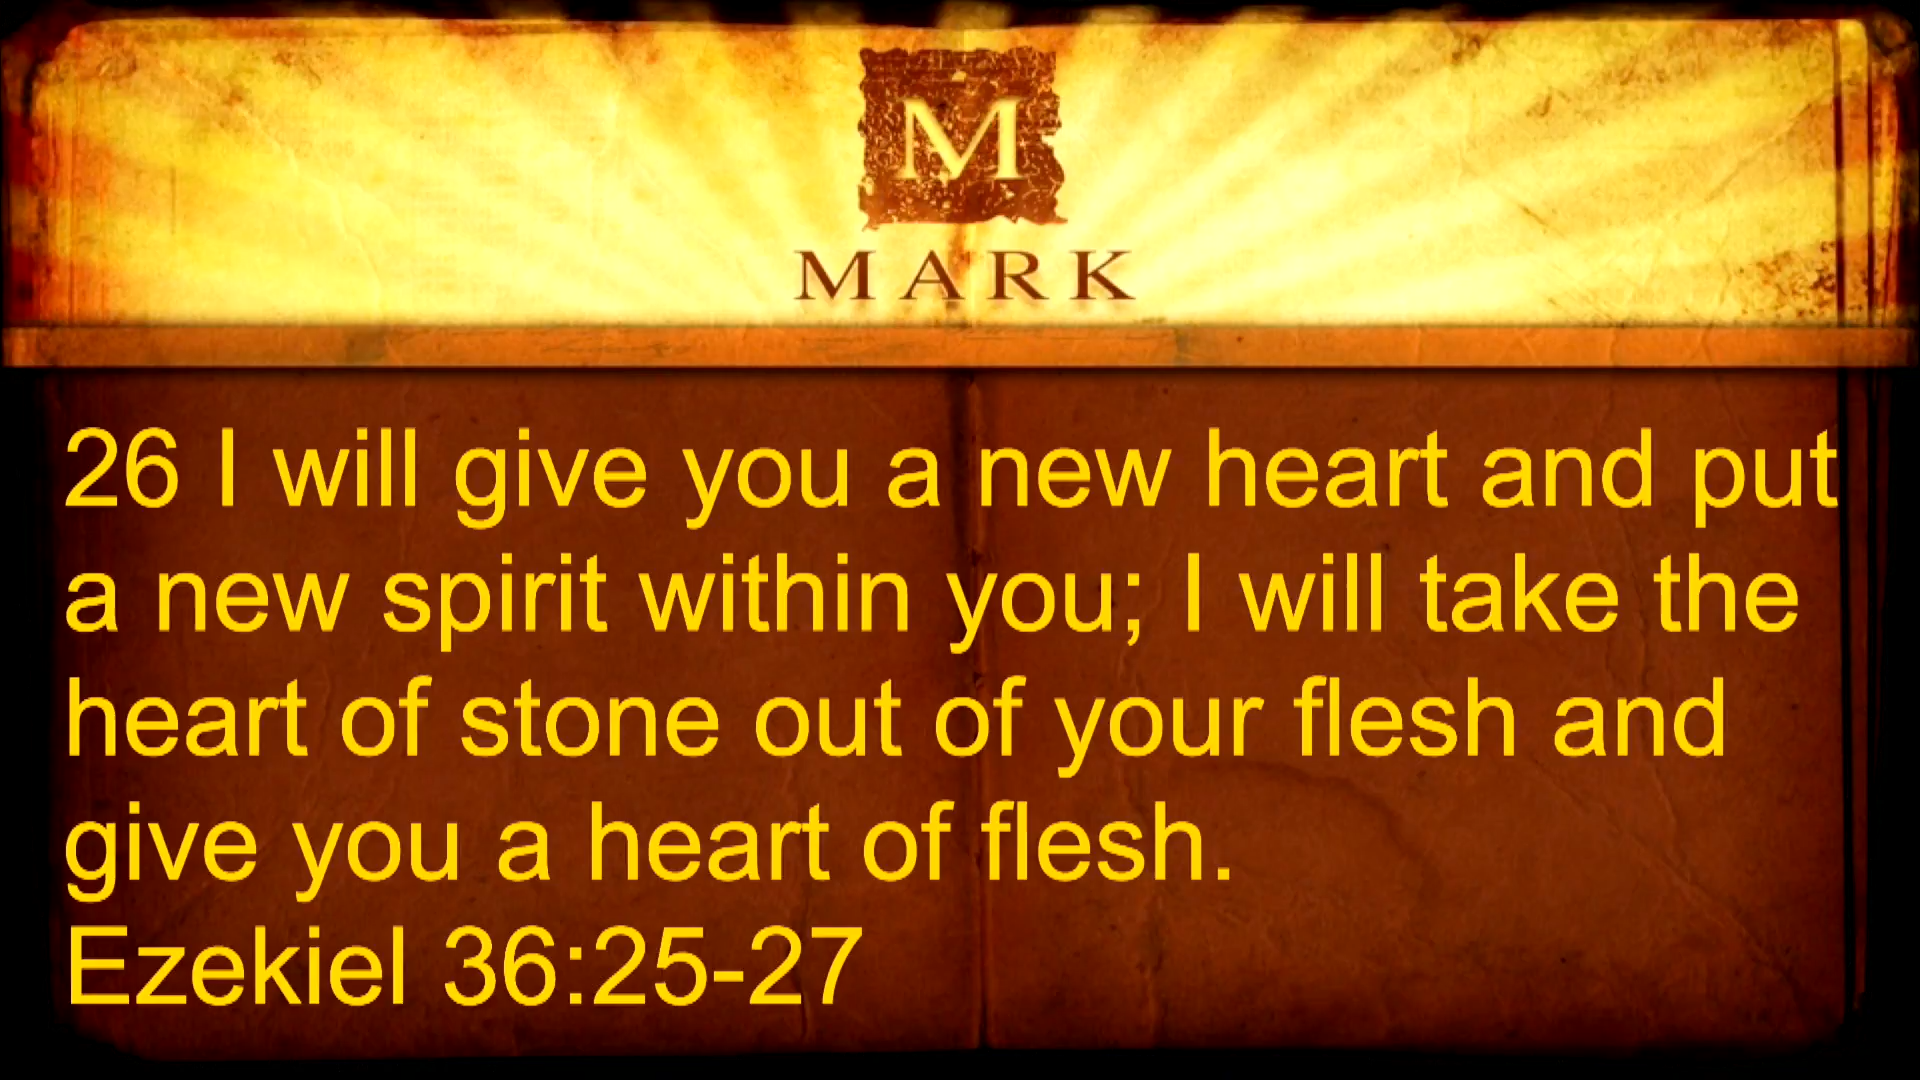 M
MARK
26 I will give you a new heart and put
a new spirit within you; I will take the
heart of stone out of your flesh and
give you a heart of flesh.
Ezekiel 36:25-27